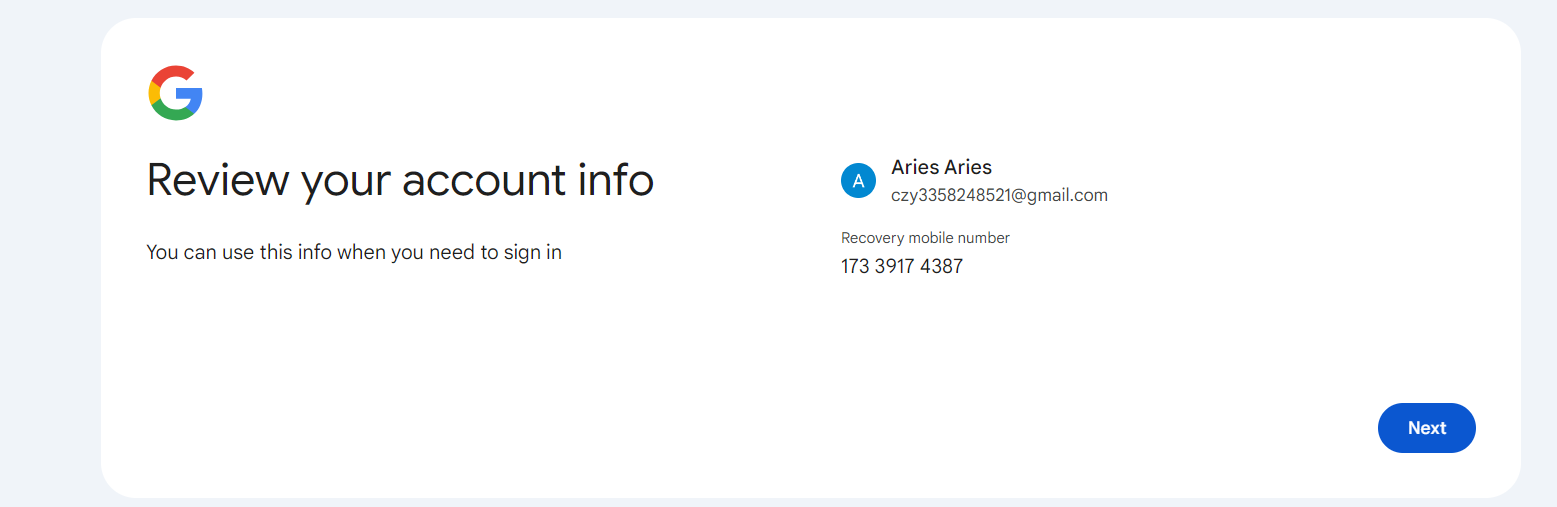 Review your account info
You can use this info when you need to sign in
A
Aries Aries
czy3358248521@gmail.com
Recovery mobile number
173 3917 4387
Next